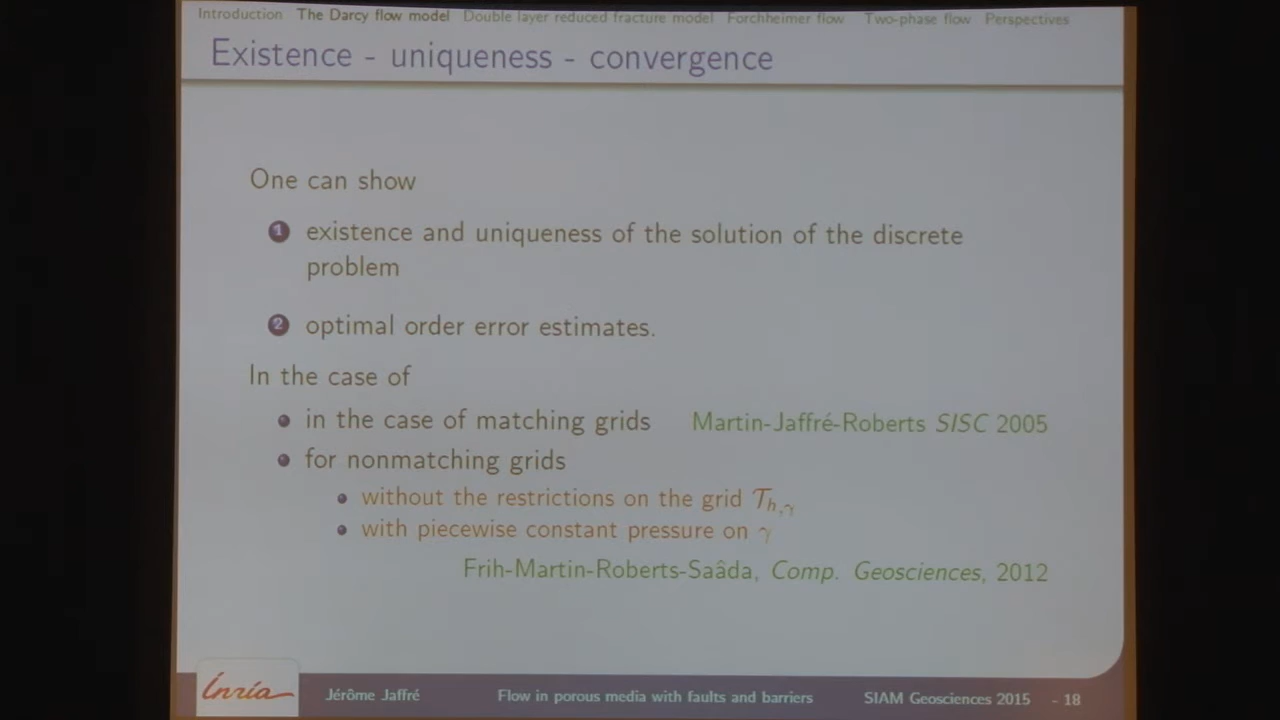 Introduction The Darcy flow model Double layer reduced fracture model Forchheimer flow Two-phase flow Perspectives
Existence - uniqueness - convergence
One can show
1 existence and uniqueness of the solution of the discrete
problem
2 optimal order error estimates.
In the case of
in the case of matching grids Martin-Jaffré-Roberts SISC 2005
for nonmatching grids
without the restrictions on the grid 𝒯h,γ
with piecewise constant pressure on γ
Frih-Martin-Roberts-Saâda, Comp. Geosciences, 2012
Inria Jérôme Jaffré Flow in porous media with faults and barriers SIAM Geosciences 2015 - 18